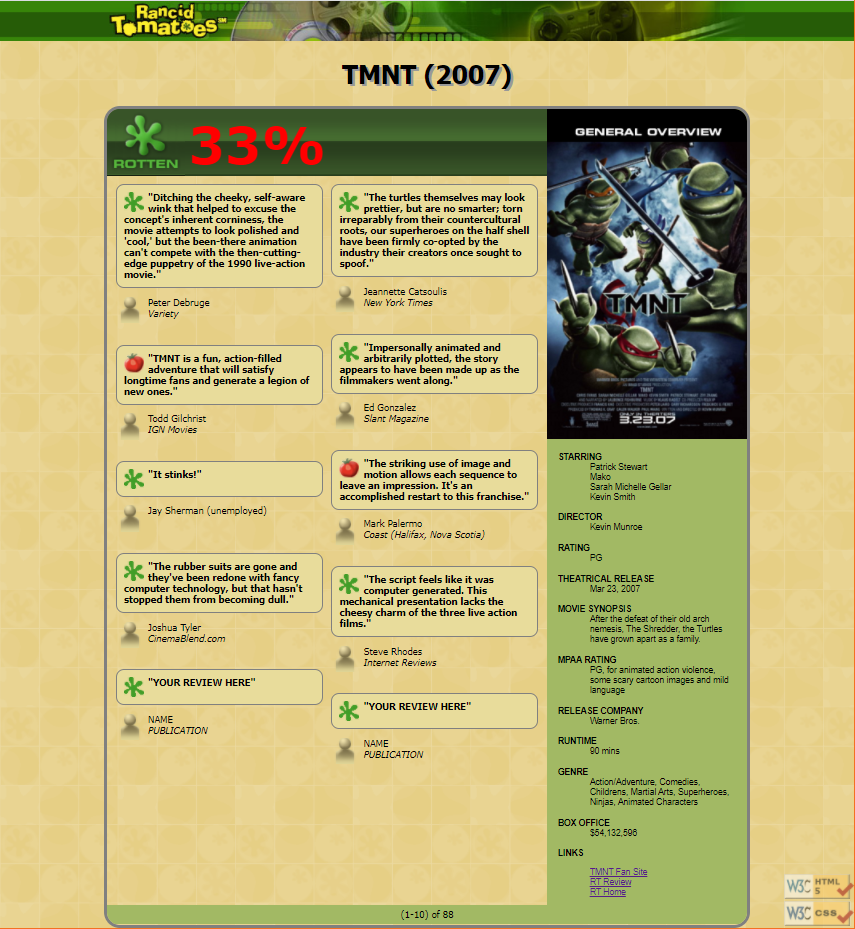 Rancid
Tomatoes℠
TMNT (2007)
ROTTEN
33%
"Ditching the cheeky, self-aware
wink that helped to excuse the
concept's inherent corniness, the
movie attempts to look polished and
'cool,' but the been-there animation
can't compete with the then-cutting-
edge puppetry of the 1990 live-action
movie."
Peter Debruge
Variety
"TMNT is a fun, action-filled
adventure that will satisfy
longtime fans and generate a legion of
new ones."
Todd Gilchrist
IGN Movies
"It stinks!"
Jay Sherman (unemployed)
"The rubber suits are gone and
they've been redone with fancy
computer technology, but that hasn't
stopped them from becoming dull."
Joshua Tyler
CinemaBlend.com
"YOUR REVIEW HERE"
NAME
PUBLICATION
"The turtles themselves may look
prettier, but are no smarter; torn
irreparably from their countercultural
roots, our superheroes on the half shell
have been firmly co-opted by the
industry their creators once sought to
spoof."
Jeannette Catsoulis
New York Times
"Impersonally animated and
arbitrarily plotted, the story
appears to have been made up as the
filmmakers went along."
Ed Gonzalez
Slant Magazine
"The striking use of image and
motion allows each sequence to
leave an impression. It's an
accomplished restart to this franchise."
Mark Palermo
Coast (Halifax, Nova Scotia)
"The script feels like it was
computer generated. This
mechanical presentation lacks the
cheesy charm of the three live action
films."
Steve Rhodes
Internet Reviews
"YOUR REVIEW HERE"
NAME
PUBLICATION
GENERAL OVERVIEW
TMNT
TMNT
ONLY IN THEATERS
3.23.07
STARRING
Patrick Stewart
Mako
Sarah Michelle Gellar
Kevin Smith
DIRECTOR
Kevin Munroe
RATING
PG
THEATRICAL RELEASE
Mar 23, 2007
MOVIE SYNOPSIS
After the defeat of their old arch
nemesis, The Shredder, the Turtles
have grown apart as a family.
MPAA RATING
PG, for animated action violence,
some scary cartoon images and mild
language
RELEASE COMPANY
Warner Bros.
RUNTIME
90 mins
GENRE
Action/Adventure, Comedies,
Childrens, Martial Arts, Superheroes,
Ninjas, Animated Characters
BOX OFFICE
$54,132,596
LINKS
TMNT Fan Site
RT Review
RT Home
(1-10) of 88
W3C HTML
5
W3C CSS